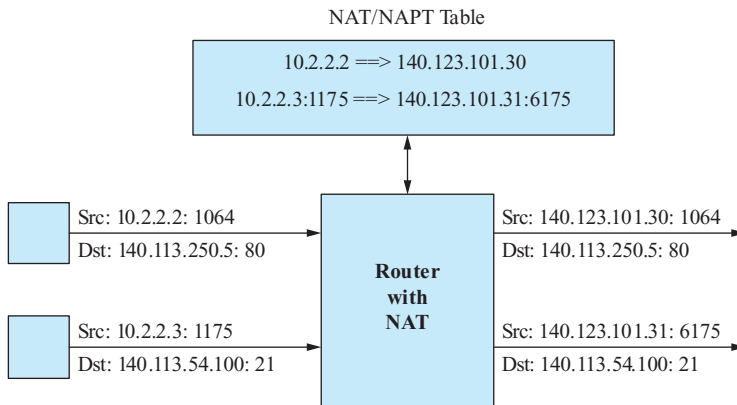 NAT/NAPT Table
10.2.2.2 ==> 140.123.101.30
10.2.2.3:1175 ==> 140.123.101.31:6175
Src: 10.2.2.2: 1064
Dst: 140.113.250.5: 80
Src: 140.123.101.30: 1064
Dst: 140.113.250.5: 80
Router
with
NAT
Src: 10.2.2.3: 1175
Dst: 140.113.54.100: 21
Src: 140.123.101.31: 6175
Dst: 140.113.54.100: 21